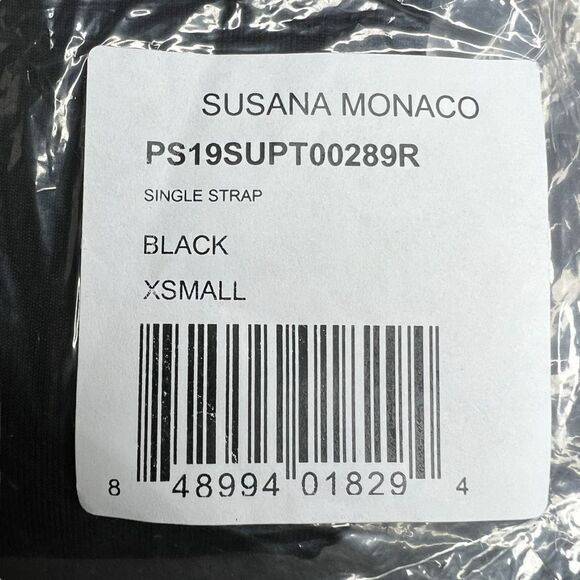 SUSANA MONACO
PS19SUPT00289R
SINGLE STRAP
BLACK
XSMALL
8 48994 01829 4